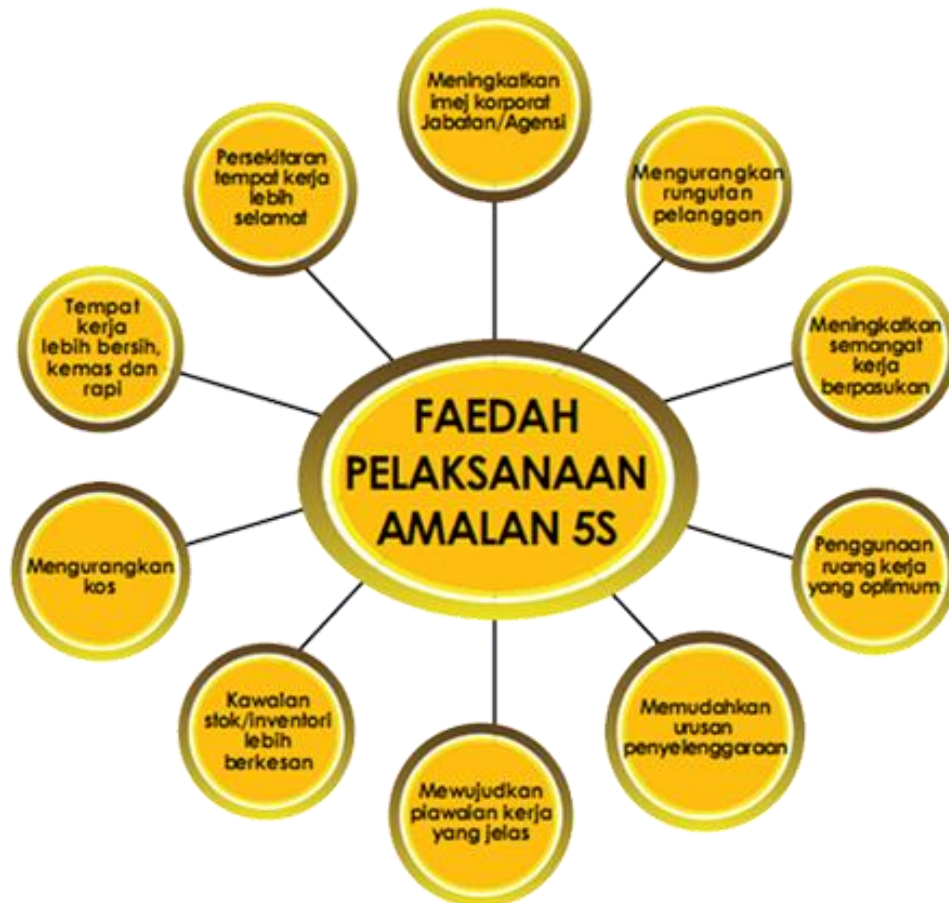 Meningkatkan
imej korporat
Jabatan/Agensi
Mengurangkan
rungutan
pelanggan
Meningkatkan
semangat
kerja
berpasukan
Penggunaan
ruang kerja
yang optimum
Memudahkan
urusan
penyelenggaraan
Mewujudkan
piawaian kerja
yang jelas
Kawalan
stok/inventori
lebih
berkesan
Mengurangkan
kos
Tempat
kerja
lebih bersih,
kemas dan
rapi
Persekitaran
tempat kerja
lebih
selamat
FAEDAH
PELAKSANAAN
AMALAN 5S